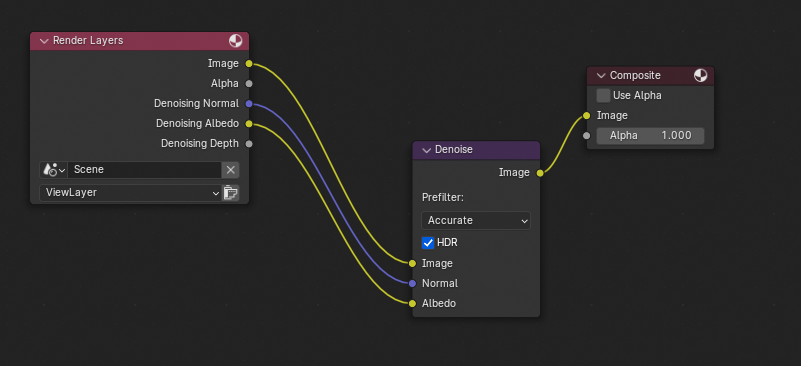 Render Layers
Image
Alpha
Denoising Normal
Denoising Albedo
Denoising Depth
Scene
ViewLayer
Denoise
Image
Prefilter:
Accurate
HDR
Image
Normal
Albedo
Composite
Use Alpha
Image
Alpha 1.000